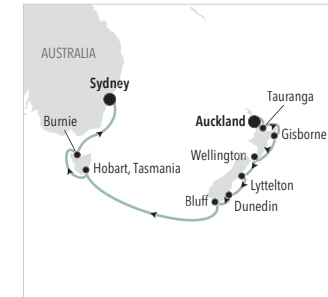 AUSTRALIA
Sydney
Tauranga
Burnie
Auckland
Gisborne
Wellington
Hobart, Tasmania
Lyttelton
Bluff
Dunedin